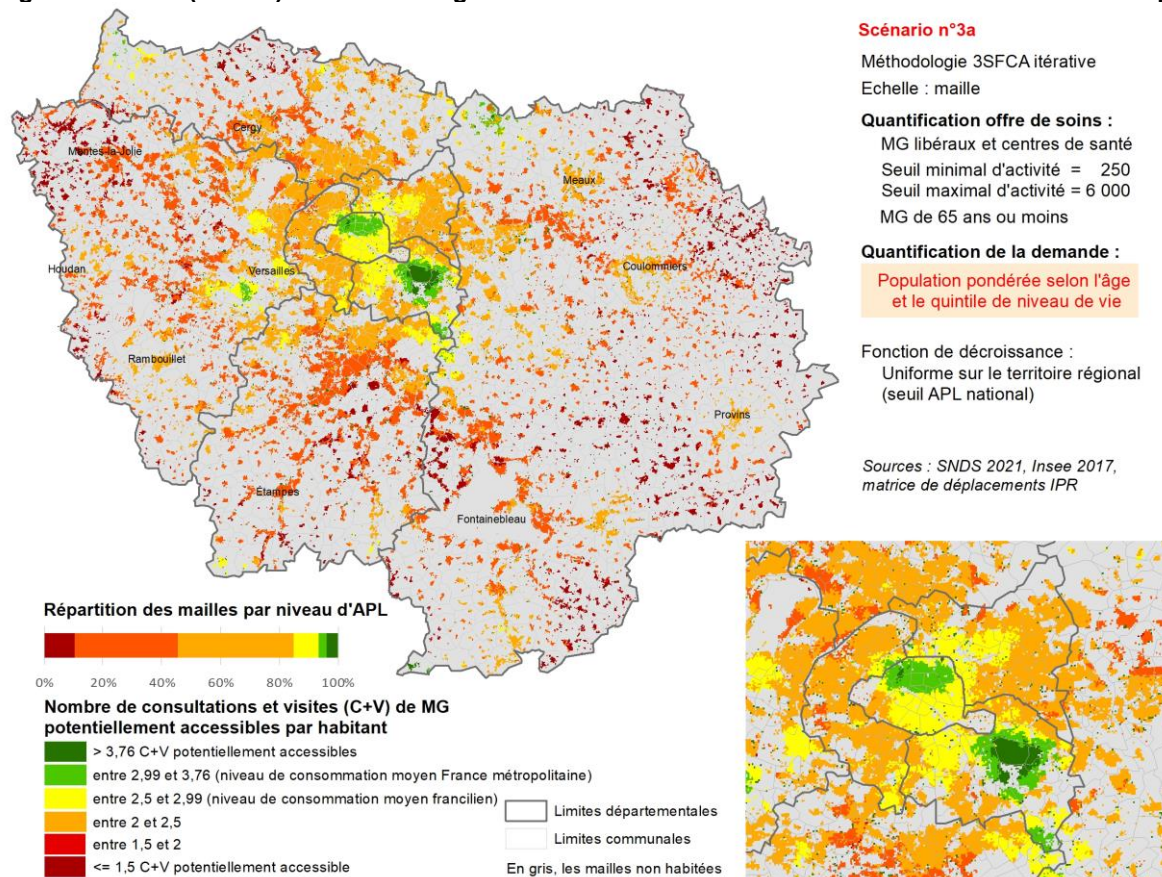 Scénario n°3a
Méthodologie 3SFCA itérative
Echelle : maille
Quantification offre de soins :
MG libéraux et centres de santé
Seuil minimal d'activité = 250
Seuil maximal d'activité = 6 000
MG de 65 ans ou moins
Quantification de la demande :
Population pondérée selon l'âge
et le quintile de niveau de vie
Fonction de décroissance :
Uniforme sur le territoire régional
(seuil APL national)
Sources : SNDS 2021, Insee 2017,
matrice de déplacements IPR
Cergy
Mantes-la-Jolie
Meaux
Houdan
Versailles
Coulommiers
Rambouillet
Provins
Étampes
Fontainebleau
Répartition des mailles par niveau d'APL
0% 20% 40% 60% 80% 100%
Nombre de consultations et visites (C+V) de MG
potentiellement accessibles par habitant
> 3,76 C+V potentiellement accessibles
entre 2,99 et 3,76 (niveau de consommation moyen France métropolitaine)
entre 2,5 et 2,99 (niveau de consommation moyen francilien)
entre 2 et 2,5
entre 1,5 et 2
<= 1,5 C+V potentiellement accessible
Limites départementales
Limites communales
En gris, les mailles non habitées